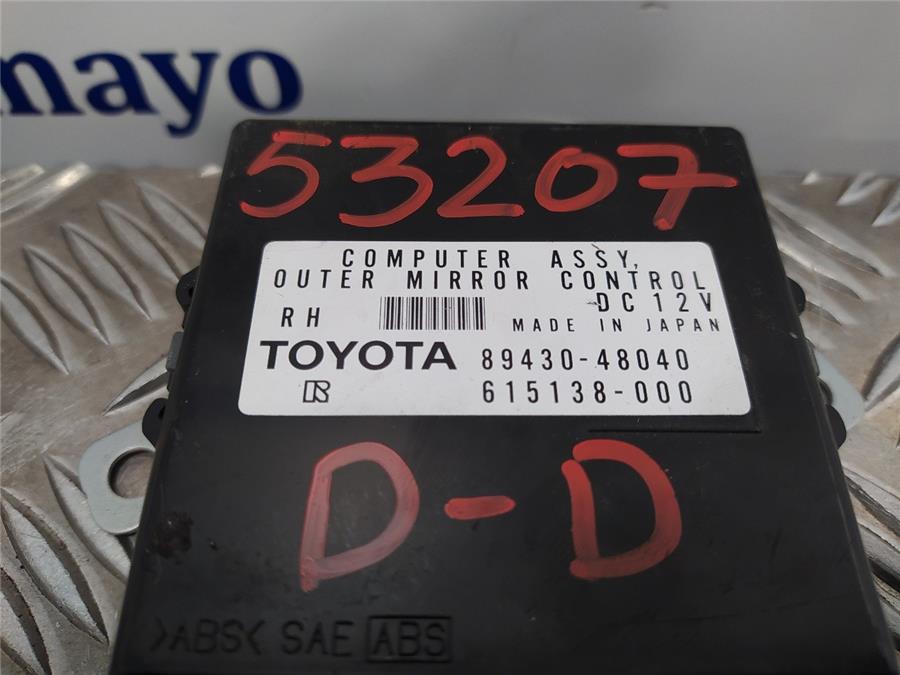 mayo
53207
COMPUTER ASSY,
OUTER MIRROR CONTROL
DC12V
RH
MADE IN JAPAN
TOYOTA 89430-48040
615138-000
D-D
>ABS< SAE ABS